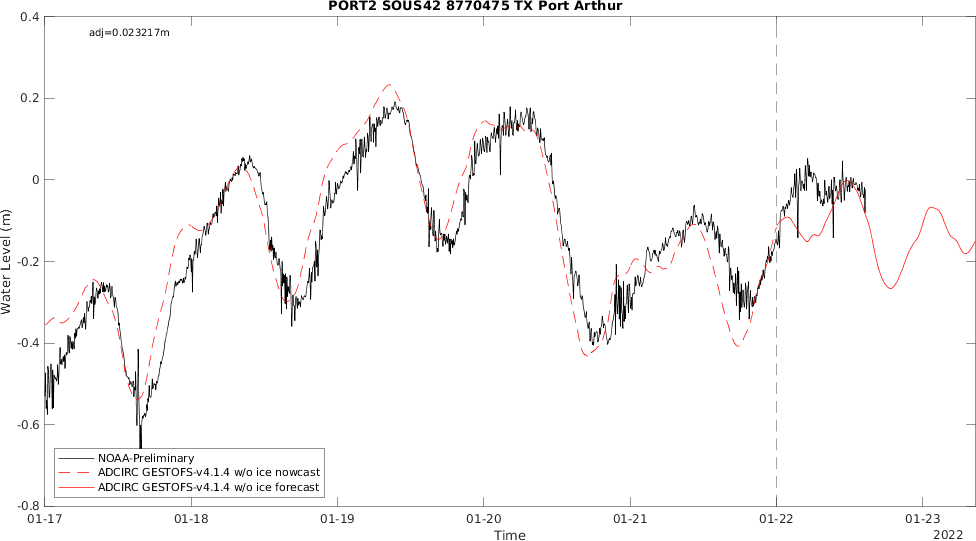 PORT2 SOUS42 8770475 TX Port Arthur
adj=0.023217m
0.4
0.2
0
-0.2
-0.4
-0.6
-0.8
Water Level (m)
NOAA-Preliminary
ADCIRC GESTOFS-v4.1.4 w/o ice nowcast
ADCIRC GESTOFS-v4.1.4 w/o ice forecast
01-17 01-18 01-19 01-20 01-21 01-22 01-23
Time
2022